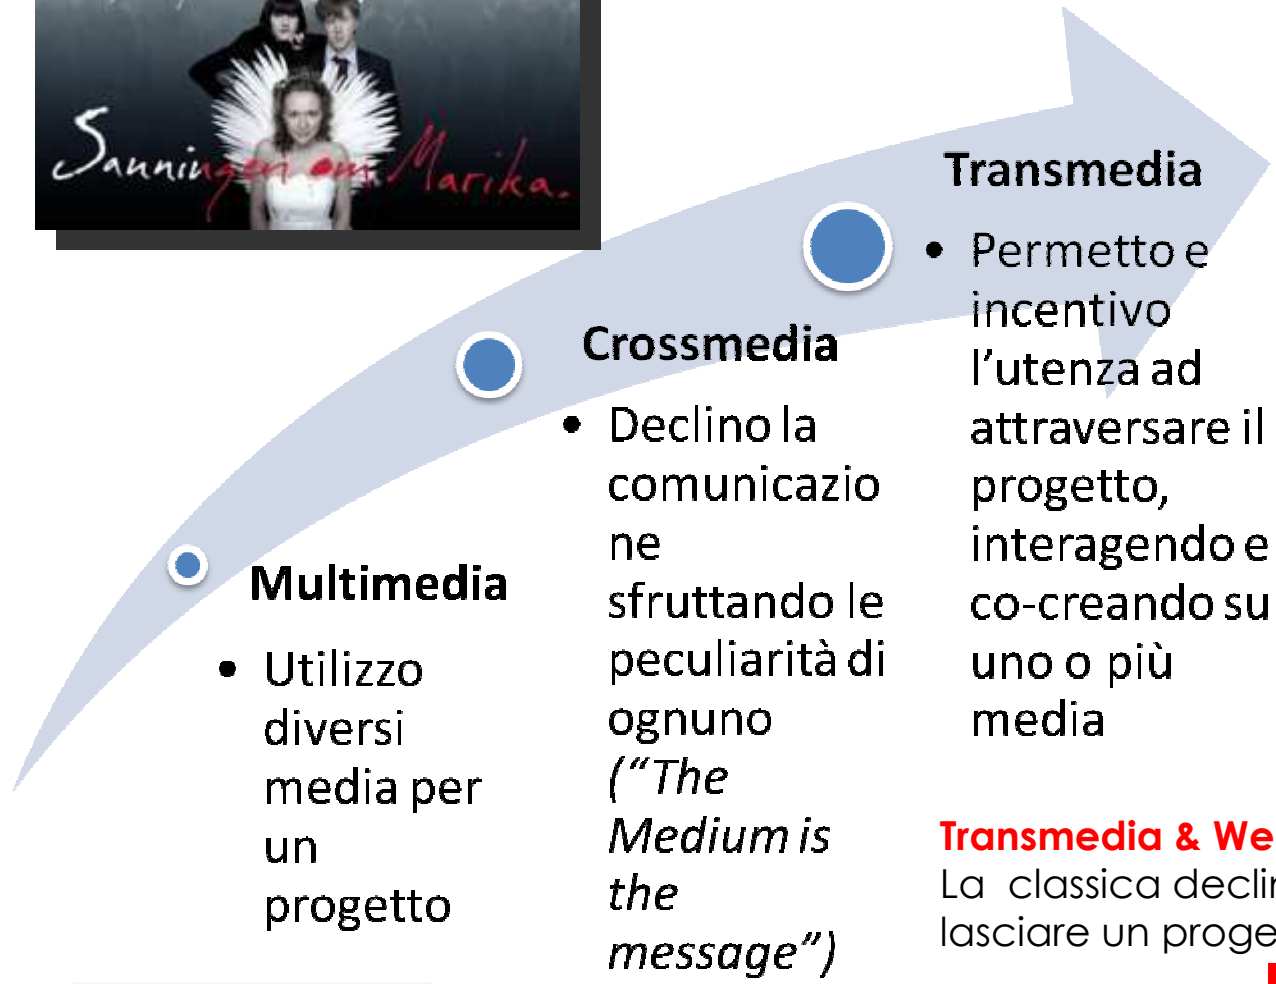 Sanningen om Marika.
Transmedia
• Permetto e
incentivo
l’utenza ad
attraversare il
progetto,
interagendo e
co-creando su
uno o più
media
Crossmedia
• Declino la
comunicazio
ne
sfruttando le
peculiarità di
ognuno
(“The
Medium is
the
message”)
Multimedia
• Utilizzo
diversi
media per
un
progetto
Transmedia & We
La classica declin
lasciare un proge